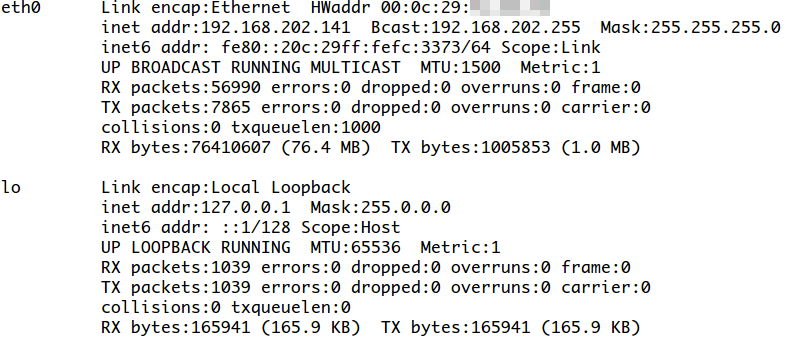 eth0 Link encap:Ethernet HWaddr 00:0c:29:
inet addr:192.168.202.141 Bcast:192.168.202.255 Mask:255.255.255.0
inet6 addr: fe80::20c:29ff:fefc:3373/64 Scope:Link
UP BROADCAST RUNNING MULTICAST MTU:1500 Metric:1
RX packets:56990 errors:0 dropped:0 overruns:0 frame:0
TX packets:7865 errors:0 dropped:0 overruns:0 carrier:0
collisions:0 txqueuelen:1000
RX bytes:76410607 (76.4 MB) TX bytes:1005853 (1.0 MB)
lo Link encap:Local Loopback
inet addr:127.0.0.1 Mask:255.0.0.0
inet6 addr: ::1/128 Scope:Host
UP LOOPBACK RUNNING MTU:65536 Metric:1
RX packets:1039 errors:0 dropped:0 overruns:0 frame:0
TX packets:1039 errors:0 dropped:0 overruns:0 carrier:0
collisions:0 txqueuelen:0
RX bytes:165941 (165.9 KB) TX bytes:165941 (165.9 KB)